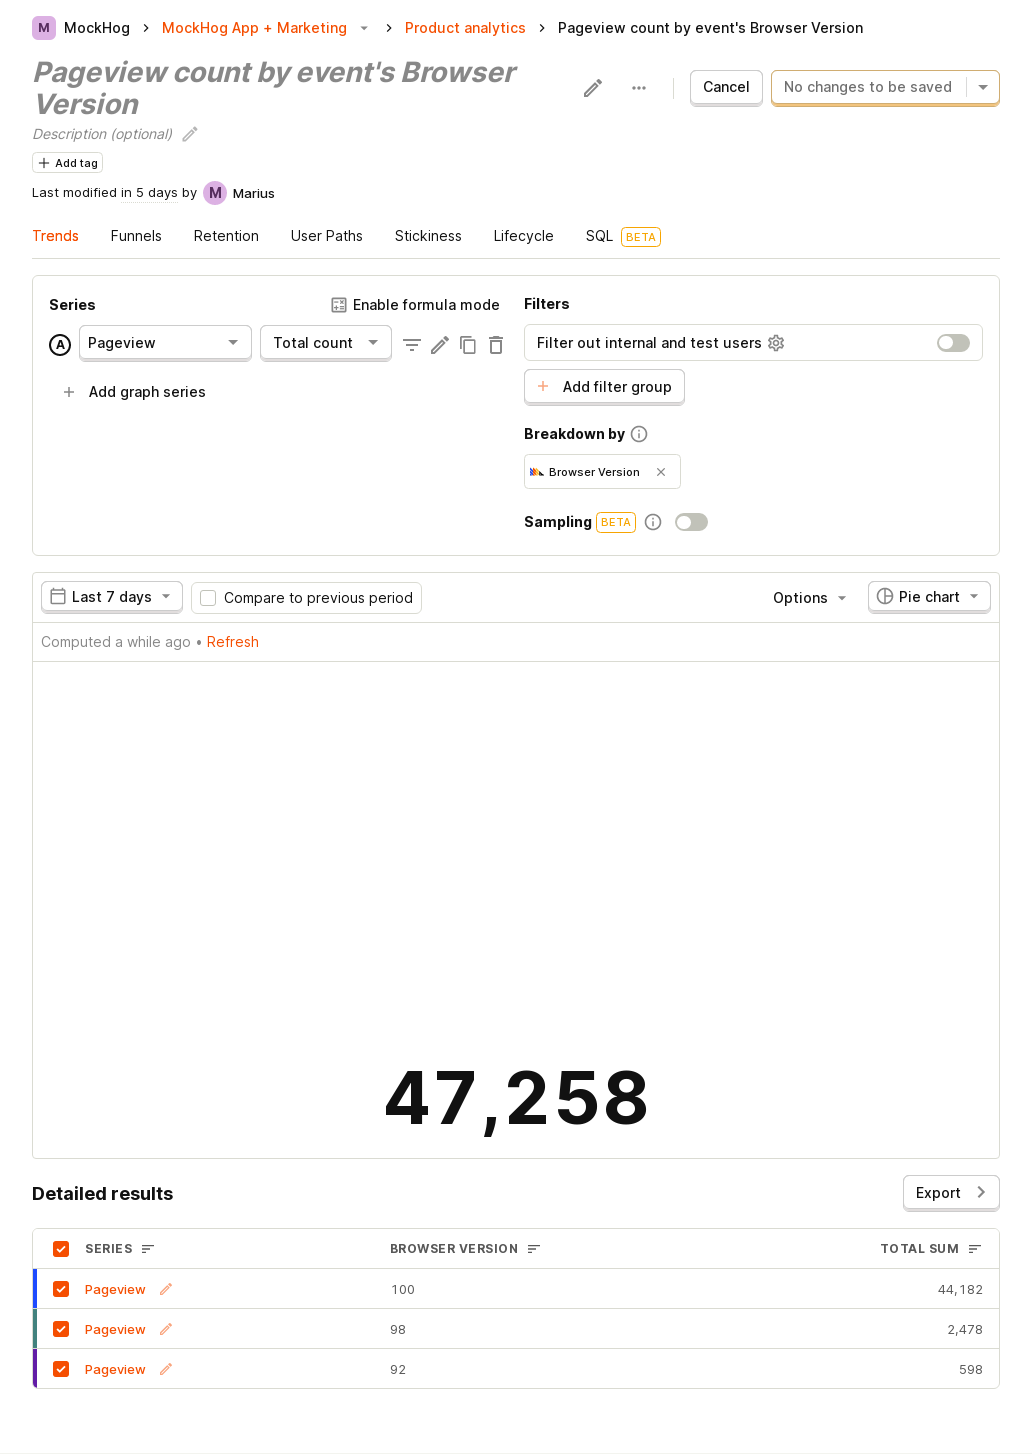 M MockHog > MockHog App + Marketing > Product analytics > Pageview count by event's Browser Version
Pageview count by event's Browser
Version
Cancel
No changes to be saved
Description (optional)
Add tag
Last modified in 5 days by M Marius
Trends Funnels Retention User Paths Stickiness Lifecycle SQL BETA
Series
Enable formula mode
A Pageview Total count
Add graph series
Filters
Filter out internal and test users
Add filter group
Breakdown by
Browser Version
Sampling BETA
Last 7 days Compare to previous period Options Pie chart
Computed a while ago • Refresh
47,258
Detailed results Export
SERIES BROWSER VERSION TOTAL SUM
Pageview 100 44,182
Pageview 98 2,478
Pageview 92 598